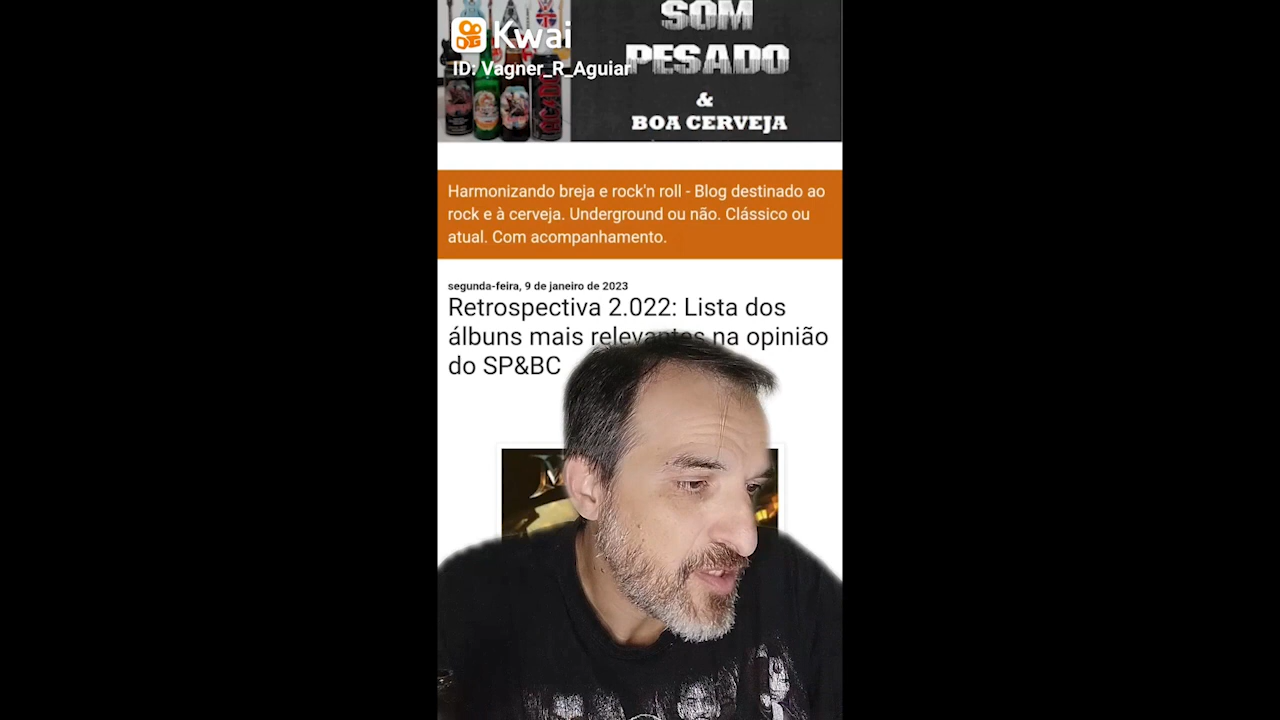 SOM
Kwai
PESADO
ID: Vagner_R_Aguiar
&
BOA CERVEJA
Harmonizando breja e rock'n roll - Blog destinado ao
rock e à cerveja. Underground ou não. Clássico ou
atual. Com acompanhamento.
segunda-feira, 9 de janeiro de 2023
Retrospectiva 2.022: Lista dos
álbuns mais relevantes na opinião
do SP&BC